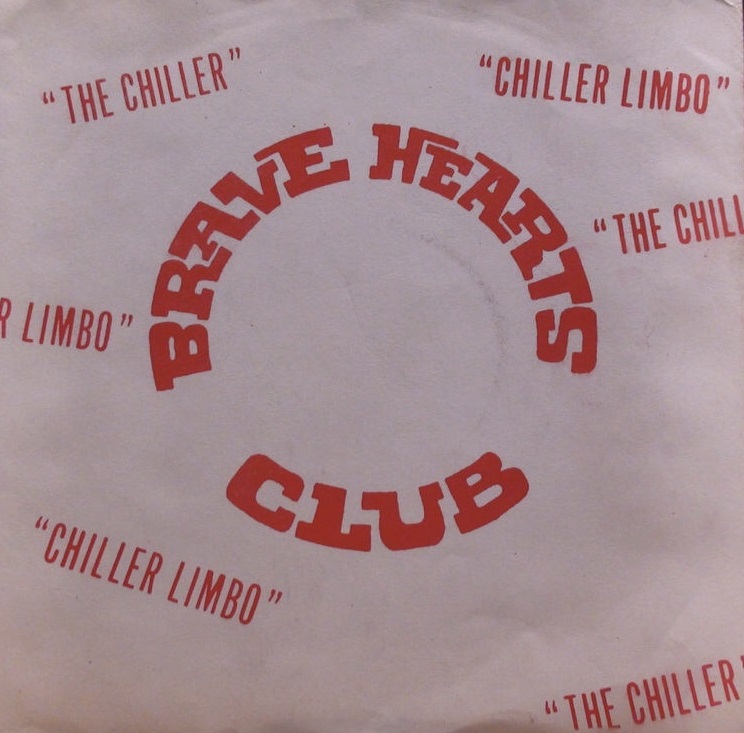 “THE CHILLER”
“CHILLER LIMBO”
BRAVE HEARTS
“THE CHILL
R LIMBO”
CLUB
“CHILLER LIMBO”
“THE CHILLER”